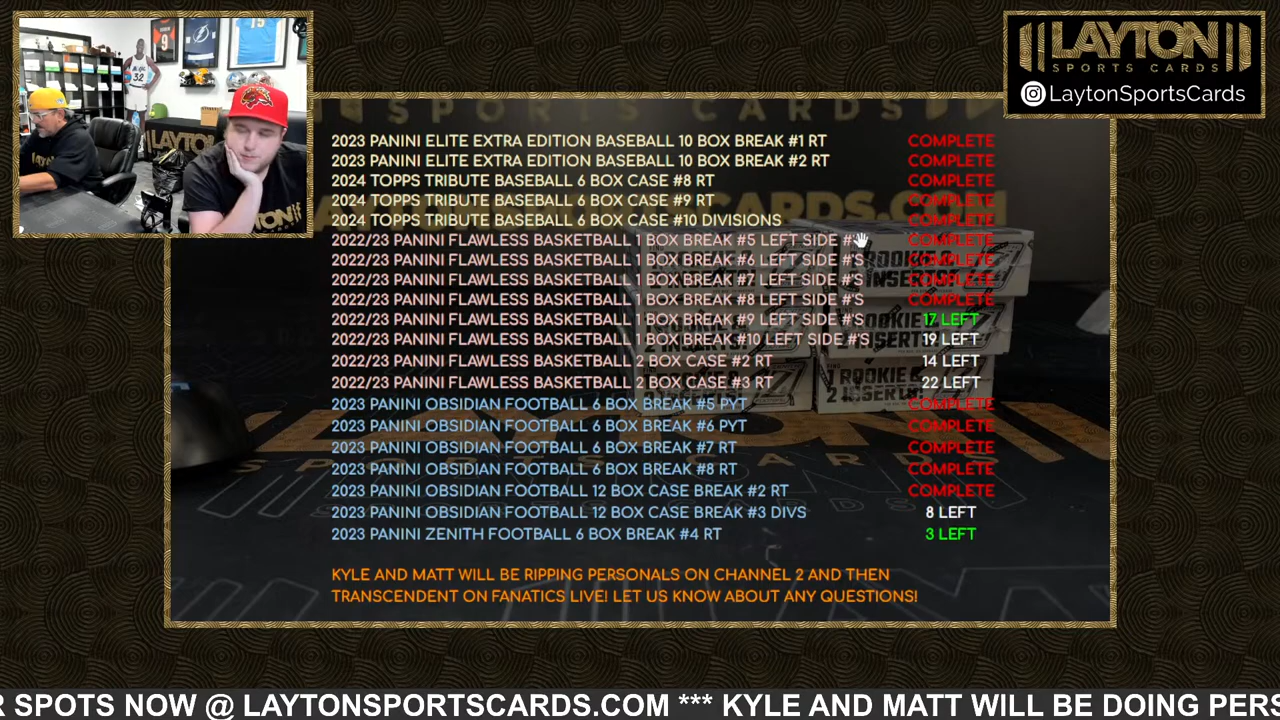 LAYTON
SPORTS CARDS
LaytonSportsCards
2023 PANINI ELITE EXTRA EDITION BASEBALL 10 BOX BREAK #1 RT COMPLETE
2023 PANINI ELITE EXTRA EDITION BASEBALL 10 BOX BREAK #2 RT COMPLETE
2024 TOPPS TRIBUTE BASEBALL 6 BOX CASE #8 RT COMPLETE
2024 TOPPS TRIBUTE BASEBALL 6 BOX CASE #9 RT COMPLETE
2024 TOPPS TRIBUTE BASEBALL 6 BOX CASE #10 DIVISIONS COMPLETE
2022/23 PANINI FLAWLESS BASKETBALL 1 BOX BREAK #5 LEFT SIDE # COMPLETE
2022/23 PANINI FLAWLESS BASKETBALL 1 BOX BREAK #6 LEFT SIDE #'S COMPLETE
2022/23 PANINI FLAWLESS BASKETBALL 1 BOX BREAK #7 LEFT SIDE #'S COMPLETE
2022/23 PANINI FLAWLESS BASKETBALL 1 BOX BREAK #8 LEFT SIDE #'S COMPLETE
2022/23 PANINI FLAWLESS BASKETBALL 1 BOX BREAK #9 LEFT SIDE #'S 17 LEFT
2022/23 PANINI FLAWLESS BASKETBALL 1 BOX BREAK #10 LEFT SIDE #'S 19 LEFT
2022/23 PANINI FLAWLESS BASKETBALL 2 BOX CASE #2 RT 14 LEFT
2022/23 PANINI FLAWLESS BASKETBALL 2 BOX CASE #3 RT 22 LEFT
2023 PANINI OBSIDIAN FOOTBALL 6 BOX BREAK #5 PYT COMPLETE
2023 PANINI OBSIDIAN FOOTBALL 6 BOX BREAK #6 PYT COMPLETE
2023 PANINI OBSIDIAN FOOTBALL 6 BOX BREAK #7 RT COMPLETE
2023 PANINI OBSIDIAN FOOTBALL 6 BOX BREAK #8 RT COMPLETE
2023 PANINI OBSIDIAN FOOTBALL 12 BOX CASE BREAK #2 RT COMPLETE
2023 PANINI OBSIDIAN FOOTBALL 12 BOX CASE BREAK #3 DIVS 8 LEFT
2023 PANINI ZENITH FOOTBALL 6 BOX BREAK #4 RT 3 LEFT
KYLE AND MATT WILL BE RIPPING PERSONALS ON CHANNEL 2 AND THEN
TRANSCENDENT ON FANATICS LIVE! LET US KNOW ABOUT ANY QUESTIONS!
R SPOTS NOW @ LAYTONSPORTSCARDS.COM *** KYLE AND MATT WILL BE DOING PERS